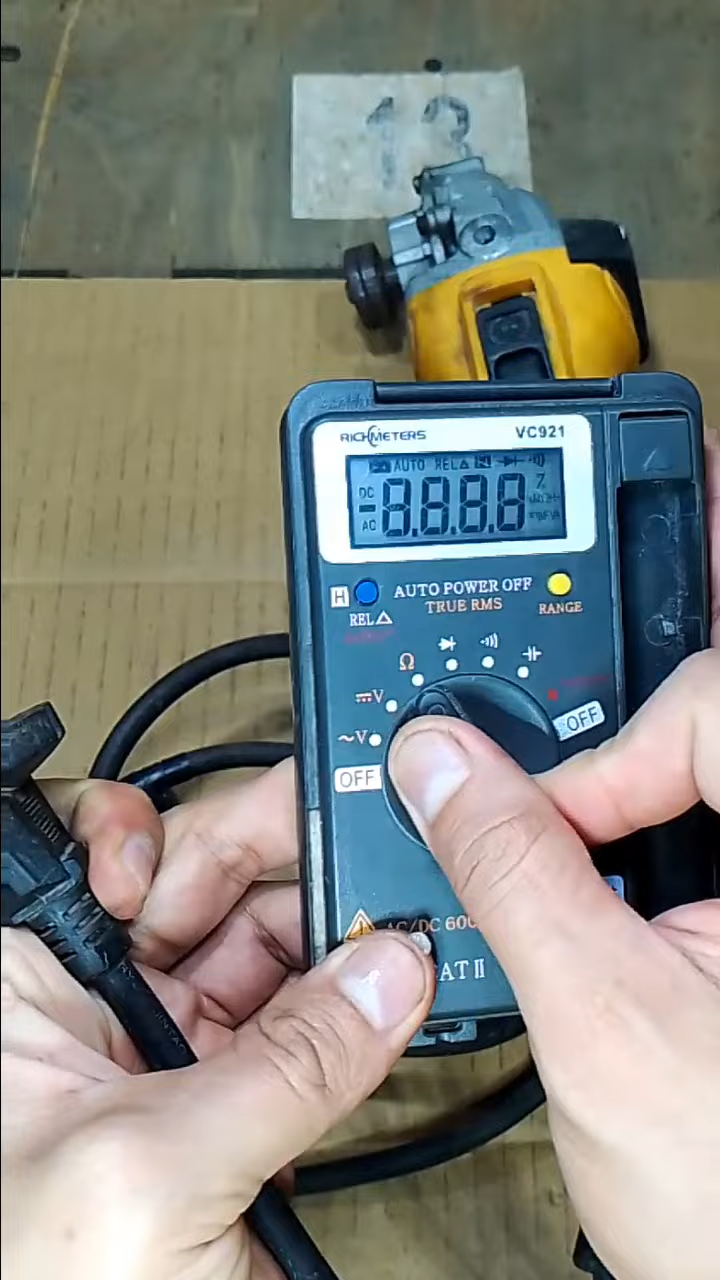 13
RICHMETERS VC921
AUTO REL△
DC
-8.8.8.8
AC
%
H
AUTO POWER OFF
TRUE RMS
REL△
RANGE
Ω
⎓V
~V
OFF
OFF
AC/DC 600
CAT II